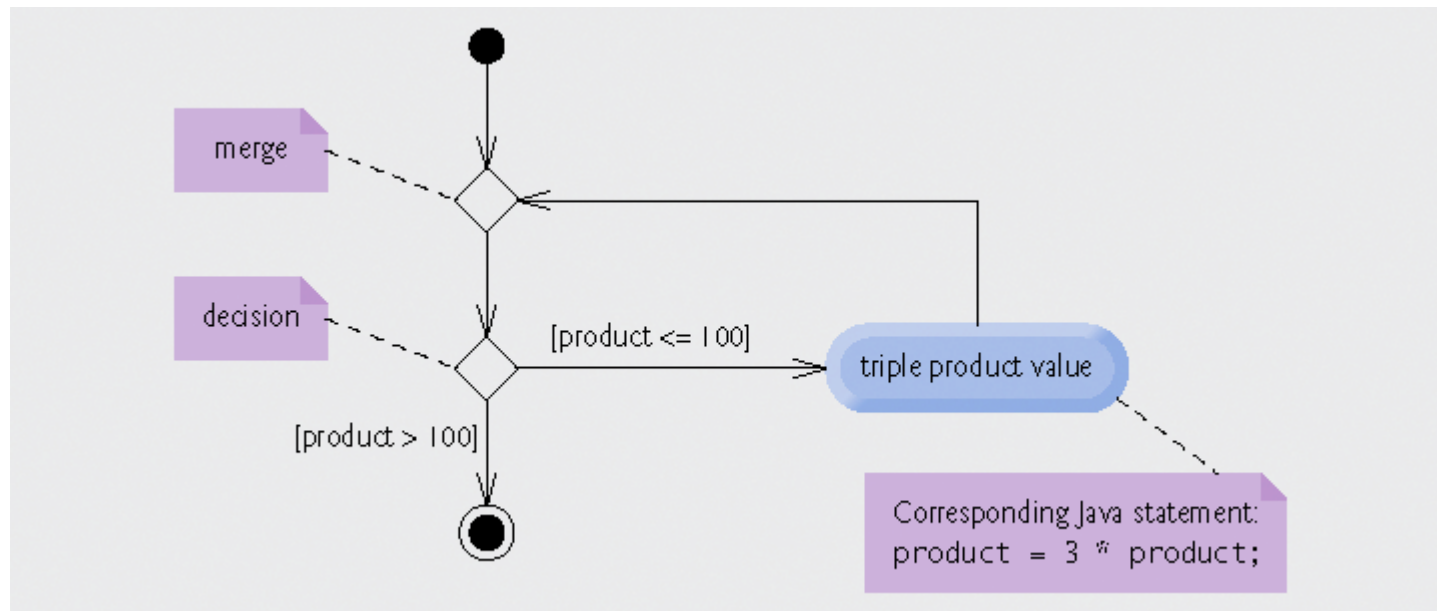 merge
decision
[product <= 100]
triple product value
[product > 100]
Corresponding Java statement:
product = 3 * product;